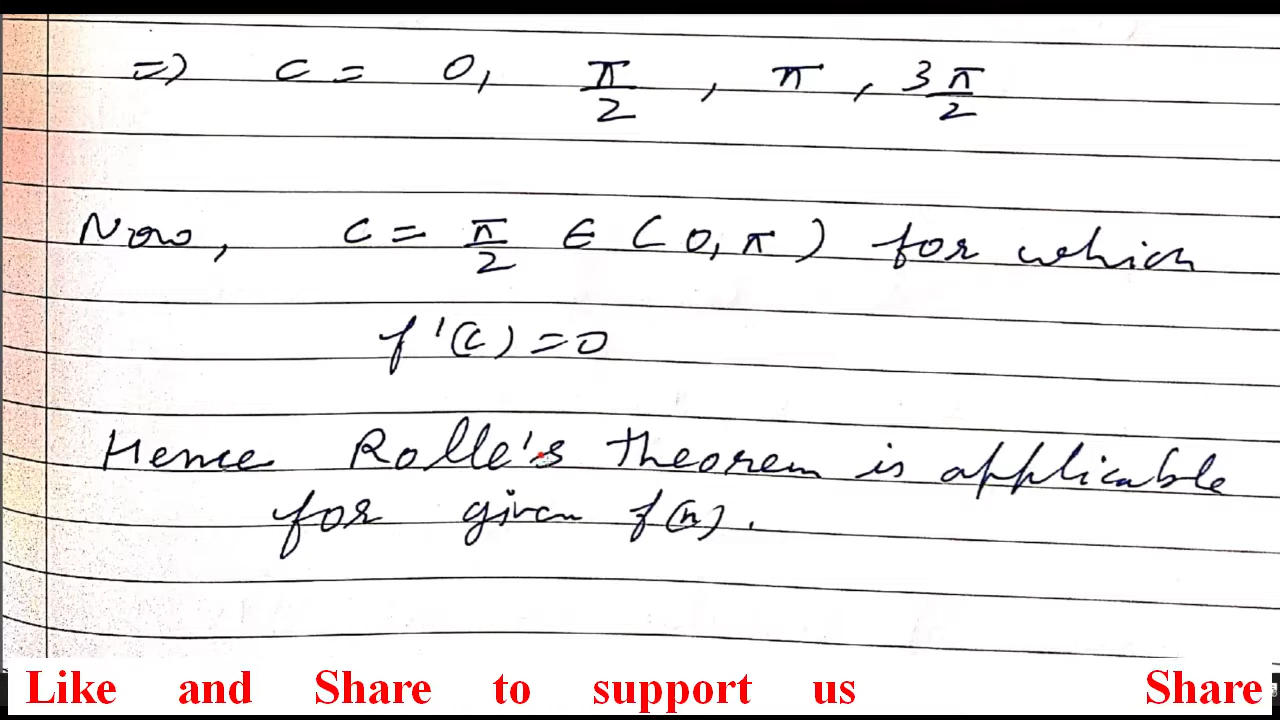 => c = 0, π/2 , π , 3π/2
Now, c = π/2 ∈ (0, π) for which
f'(c) = 0
Hence Rolle's theorem is applicable
for given f(x).
Like and Share to support us Share